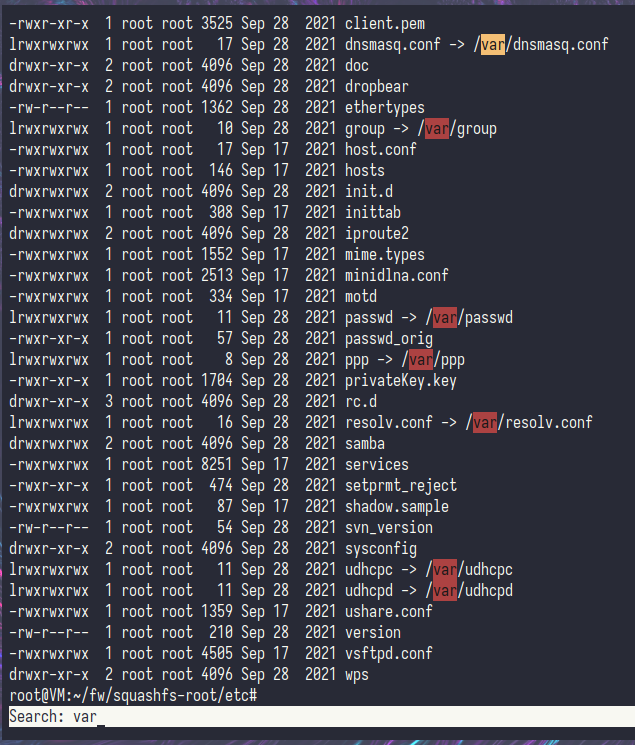 -rwxr-xr-x  1 root root 3525 Sep 28  2021 client.pem
lrwxrwxrwx  1 root root   17 Sep 28  2021 dnsmasq.conf -> /var/dnsmasq.conf
drwxr-xr-x  2 root root 4096 Sep 28  2021 doc
drwxr-xr-x  2 root root 4096 Sep 28  2021 dropbear
-rw-r--r--  1 root root 1362 Sep 28  2021 ethertypes
lrwxrwxrwx  1 root root   10 Sep 28  2021 group -> /var/group
-rwxrwxrwx  1 root root   17 Sep 17  2021 host.conf
-rwxrwxrwx  1 root root  146 Sep 17  2021 hosts
drwxrwxrwx  2 root root 4096 Sep 28  2021 init.d
-rwxrwxrwx  1 root root  308 Sep 17  2021 inittab
drwxrwxrwx  2 root root 4096 Sep 28  2021 iproute2
-rwxrwxrwx  1 root root 1552 Sep 17  2021 mime.types
-rwxrwxrwx  1 root root 2513 Sep 17  2021 minidlna.conf
-rwxrwxrwx  1 root root  334 Sep 17  2021 motd
lrwxrwxrwx  1 root root   11 Sep 28  2021 passwd -> /var/passwd
-rwxrwxrwx  1 root root   57 Sep 28  2021 passwd_orig
lrwxrwxrwx  1 root root    8 Sep 28  2021 ppp -> /var/ppp
-rwxr-xr-x  1 root root 1704 Sep 28  2021 privateKey.key
drwxr-xr-x  3 root root 4096 Sep 28  2021 rc.d
lrwxrwxrwx  1 root root   16 Sep 28  2021 resolv.conf -> /var/resolv.conf
drwxrwxrwx  2 root root 4096 Sep 28  2021 samba
-rwxrwxrwx  1 root root 8251 Sep 17  2021 services
-rwxr-xr-x  1 root root  474 Sep 28  2021 setprmt_reject
-rwxrwxrwx  1 root root   87 Sep 17  2021 shadow.sample
-rw-r--r--  1 root root   54 Sep 28  2021 svn_version
drwxr-xr-x  2 root root 4096 Sep 28  2021 sysconfig
lrwxrwxrwx  1 root root   11 Sep 28  2021 udhcpc -> /var/udhcpc
lrwxrwxrwx  1 root root   11 Sep 28  2021 udhcpd -> /var/udhcpd
-rwxrwxrwx  1 root root 1359 Sep 17  2021 ushare.conf
-rw-r--r--  1 root root  210 Sep 28  2021 version
-rwxrwxrwx  1 root root 4505 Sep 17  2021 vsftpd.conf
drwxr-xr-x  2 root root 4096 Sep 28  2021 wps
root@VM:~/fw/squashfs-root/etc#
Search: var_